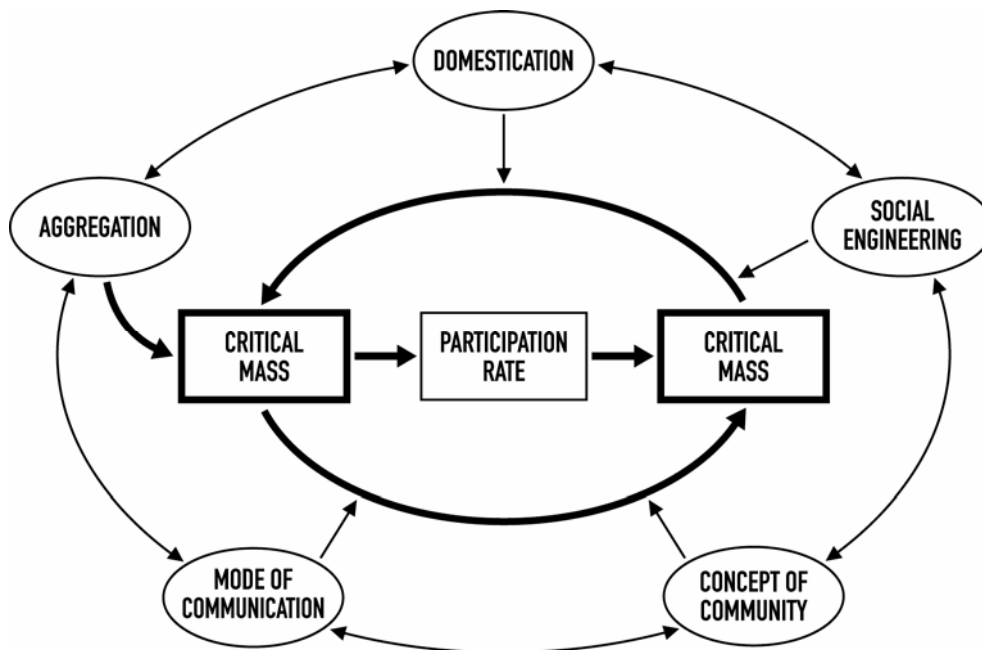 DOMESTICATION
AGGREGATION
SOCIAL
ENGINEERING
CRITICAL
MASS
PARTICIPATION
RATE
CRITICAL
MASS
MODE OF
COMMUNICATION
CONCEPT OF
COMMUNITY